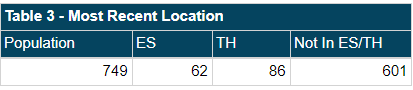 Table 3 - Most Recent Location
Population ES TH Not In ES/TH
749 62 86 601